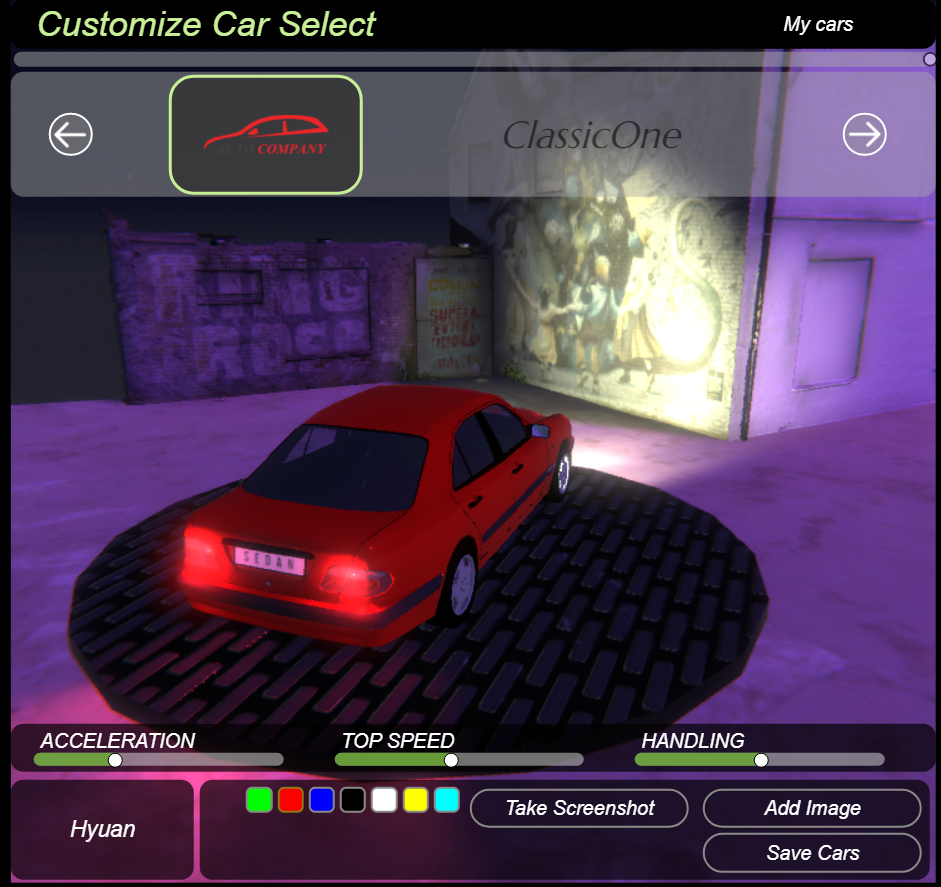 Customize Car Select
My cars
AUTO COMPANY
ClassicOne
SEDAN
ACCELERATION
TOP SPEED
HANDLING
Hyuan
Take Screenshot
Add Image
Save Cars